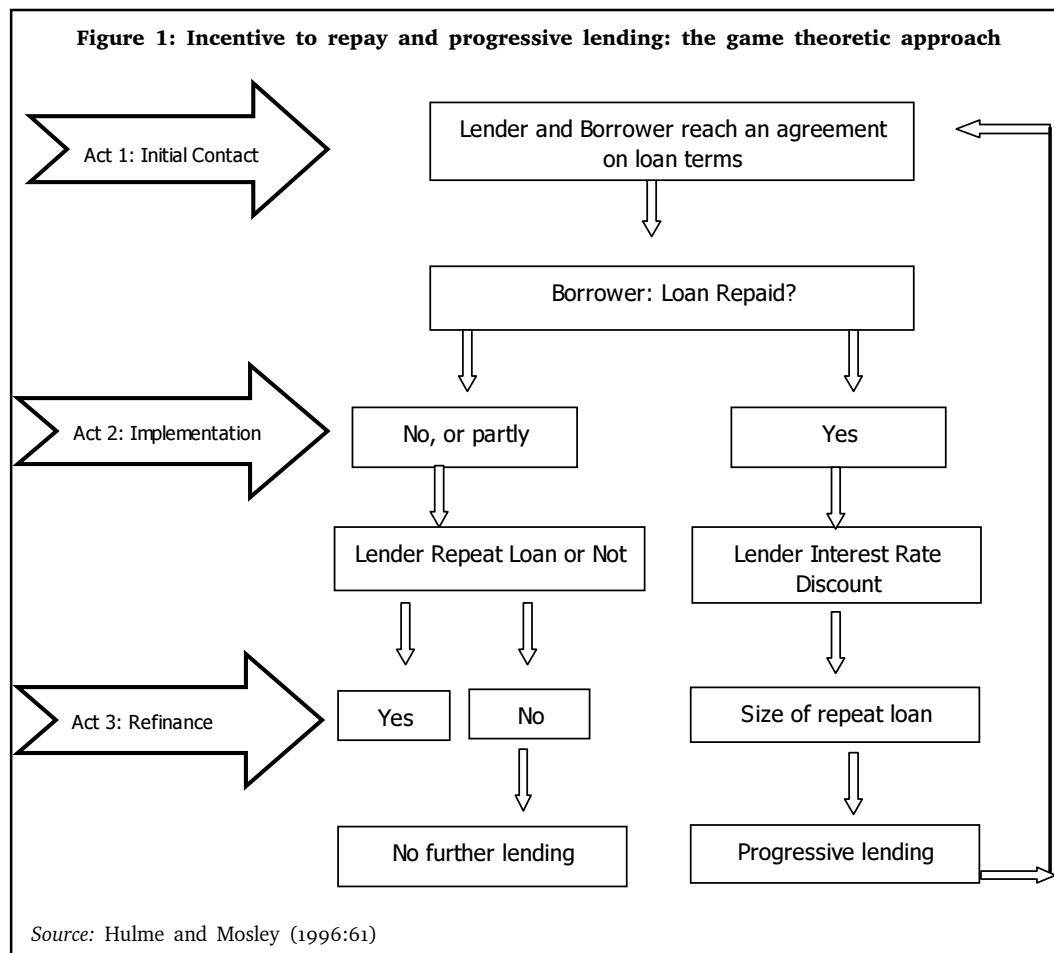 Figure 1: Incentive to repay and progressive lending: the game theoretic approach
Act 1: Initial Contact
Lender and Borrower reach an agreement
on loan terms
Borrower: Loan Repaid?
Act 2: Implementation
No, or partly
Yes
Lender Repeat Loan or Not
Lender Interest Rate
Discount
Act 3: Refinance
Yes
No
Size of repeat loan
No further lending
Progressive lending
Source: Hulme and Mosley (1996:61)